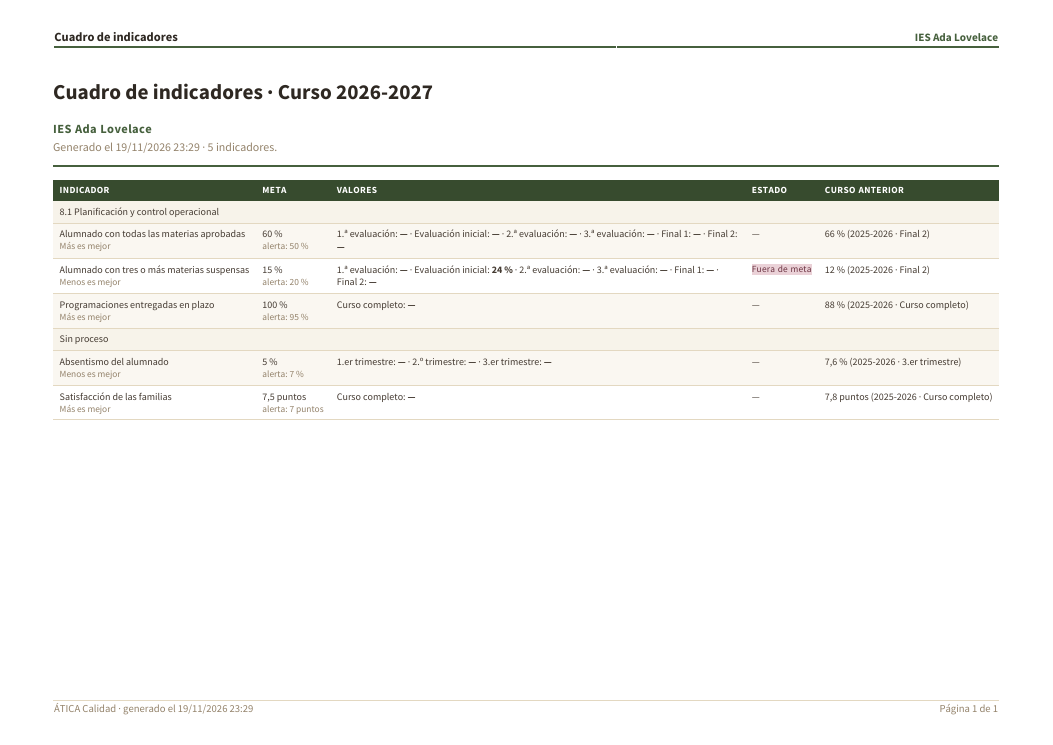 Cuadro de indicadores
IES Ada Lovelace
Cuadro de indicadores · Curso 2026-2027
IES Ada Lovelace
Generado el 19/11/2026 23:29 · 5 indicadores.
INDICADOR META VALORES ESTADO CURSO ANTERIOR
8.1 Planificación y control operacional
Alumnado con todas las materias aprobadas 60 % 1.ª evaluación: — · Evaluación inicial: — · 2.ª evaluación: — · 3.ª evaluación: — · Final 1: — · Final 2: — 66 % (2025-2026 · Final 2)
Más es mejor alerta: 50 % —
Alumnado con tres o más materias suspensas 15 % 1.ª evaluación: — · Evaluación inicial: 24 % · 2.ª evaluación: — · 3.ª evaluación: — · Final 1: — · Fuera de meta 12 % (2025-2026 · Final 2)
Menos es mejor alerta: 20 % Final 2: —
Programaciones entregadas en plazo 100 % Curso completo: — — 88 % (2025-2026 · Curso completo)
Más es mejor alerta: 95 %
Sin proceso
Absentismo del alumnado 5 % 1.er trimestre: — · 2.º trimestre: — · 3.er trimestre: — — 7,6 % (2025-2026 · 3.er trimestre)
Menos es mejor alerta: 7 %
Satisfacción de las familias 7,5 puntos Curso completo: — — 7,8 puntos (2025-2026 · Curso completo)
Más es mejor alerta: 7 puntos
ÁTICA Calidad · generado el 19/11/2026 23:29
Página 1 de 1